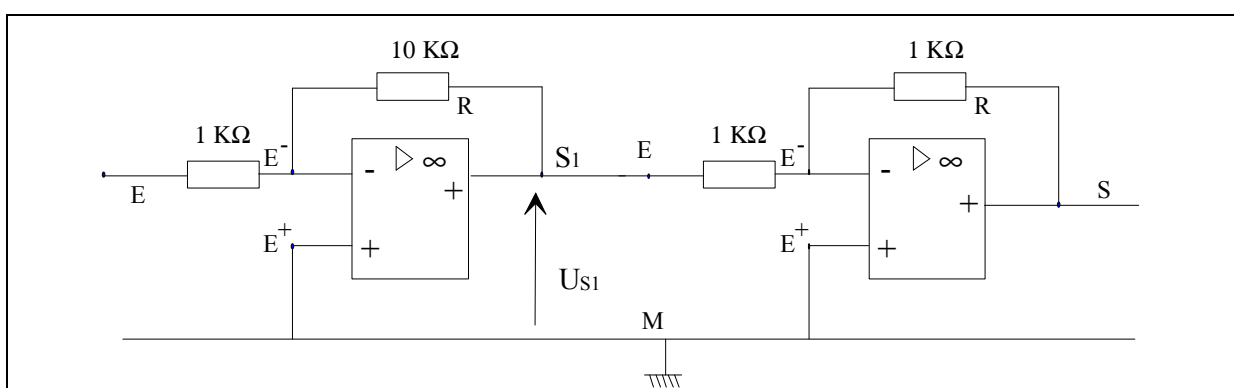 10 KΩ
1 KΩ
R
R
1 KΩ
1 KΩ
E-
S1
E
E-
- ∞
- ∞
E
+
+
S
E+
+
E+
+
US1
M